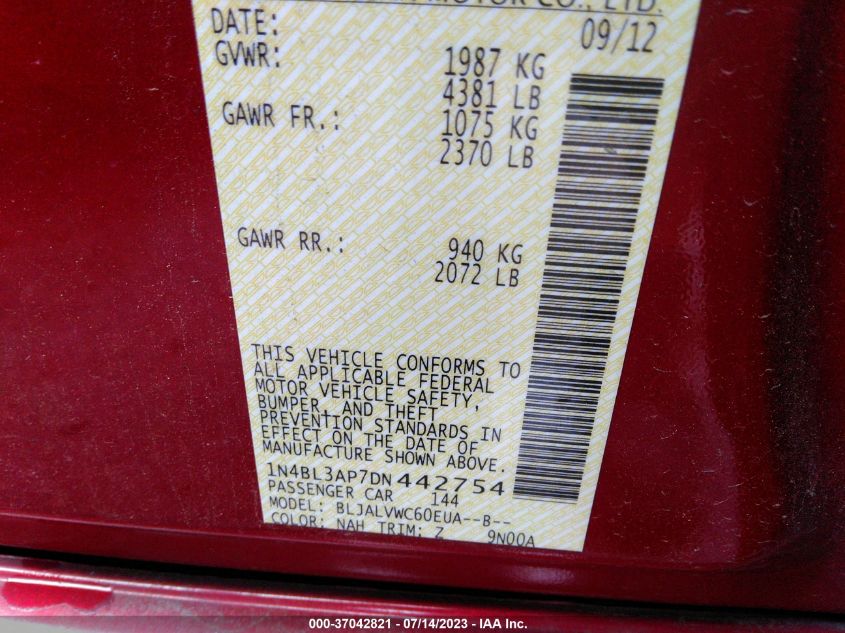 MOTOR CO., LTD.
DATE: 09/12
GVWR: 1987 KG
4381 LB
GAWR FR.: 1075 KG
2370 LB
GAWR RR.: 940 KG
2072 LB
THIS VEHICLE CONFORMS TO
ALL APPLICABLE FEDERAL
MOTOR VEHICLE SAFETY,
BUMPER, AND THEFT
PREVENTION STANDARDS IN
EFFECT ON THE DATE OF
MANUFACTURE SHOWN ABOVE.
1N4BL3AP7DN442754
PASSENGER CAR 144
MODEL: BLJALVWC60EUA--B--
COLOR: NAH TRIM: Z 9N00A
000-37042821 - 07/14/2023 - IAA Inc.